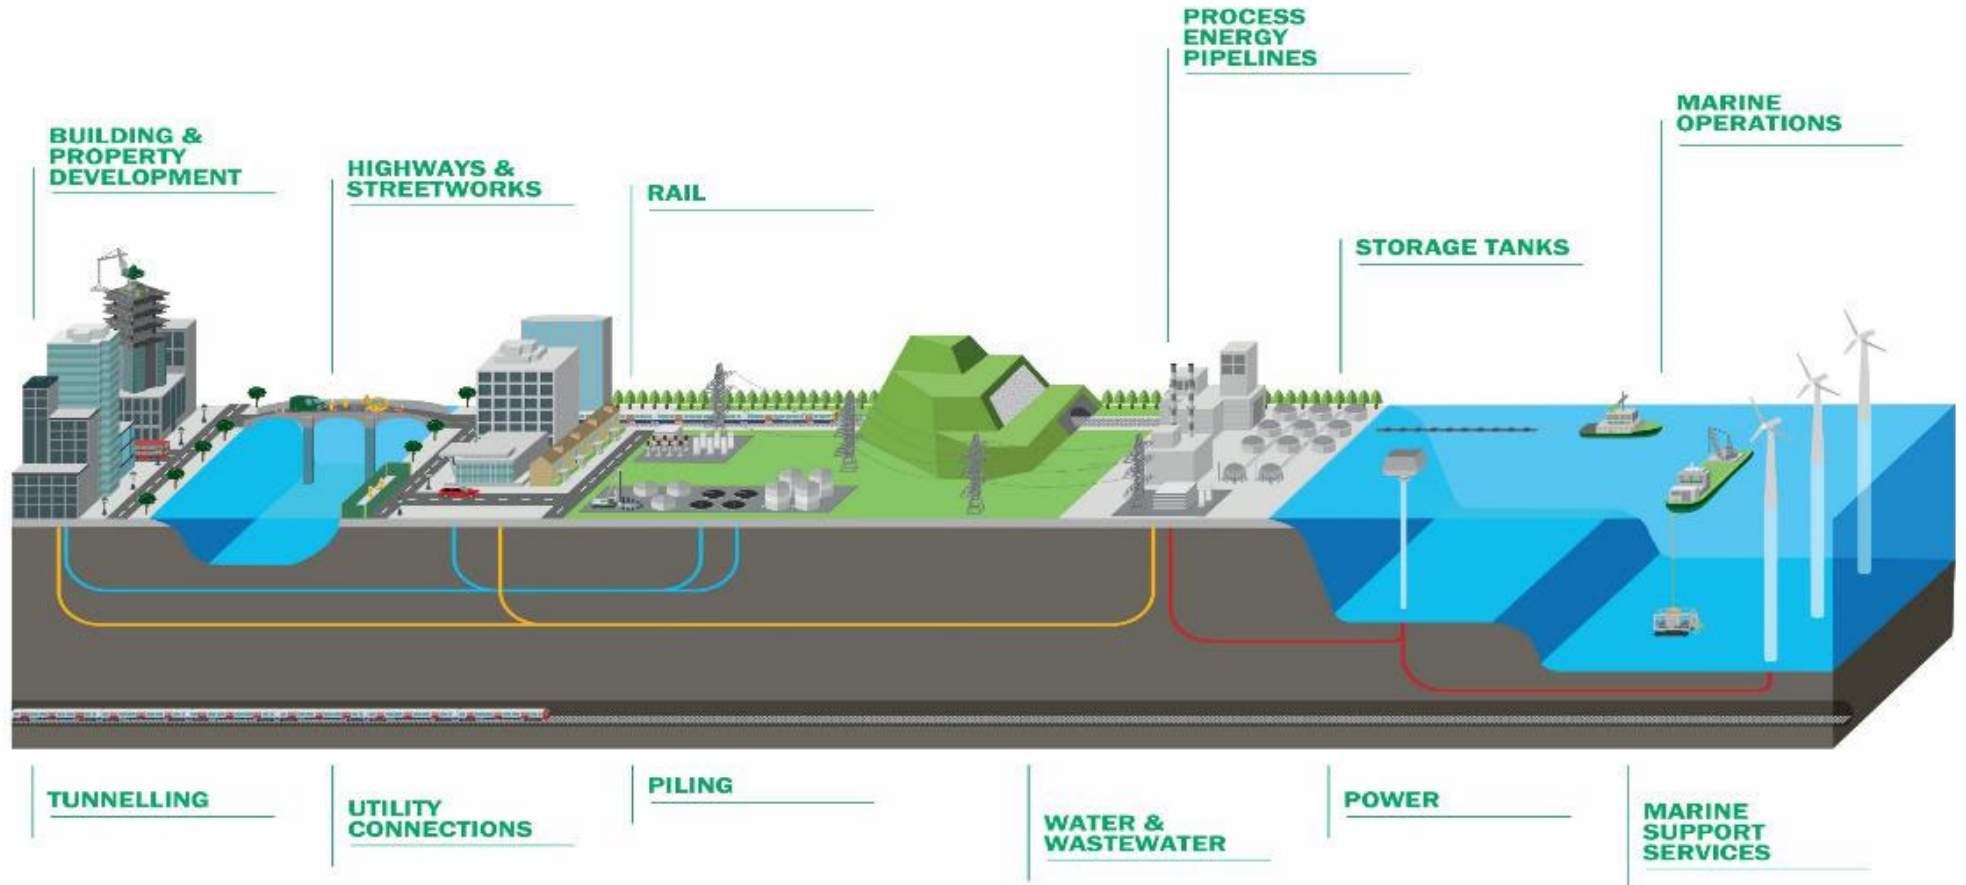 PROCESS
ENERGY
PIPELINES
MARINE
OPERATIONS
BUILDING &
PROPERTY
DEVELOPMENT
HIGHWAYS &
STREETWORKS
RAIL
STORAGE TANKS
TUNNELLING
UTILITY
CONNECTIONS
PILING
WATER &
WASTEWATER
POWER
MARINE
SUPPORT
SERVICES